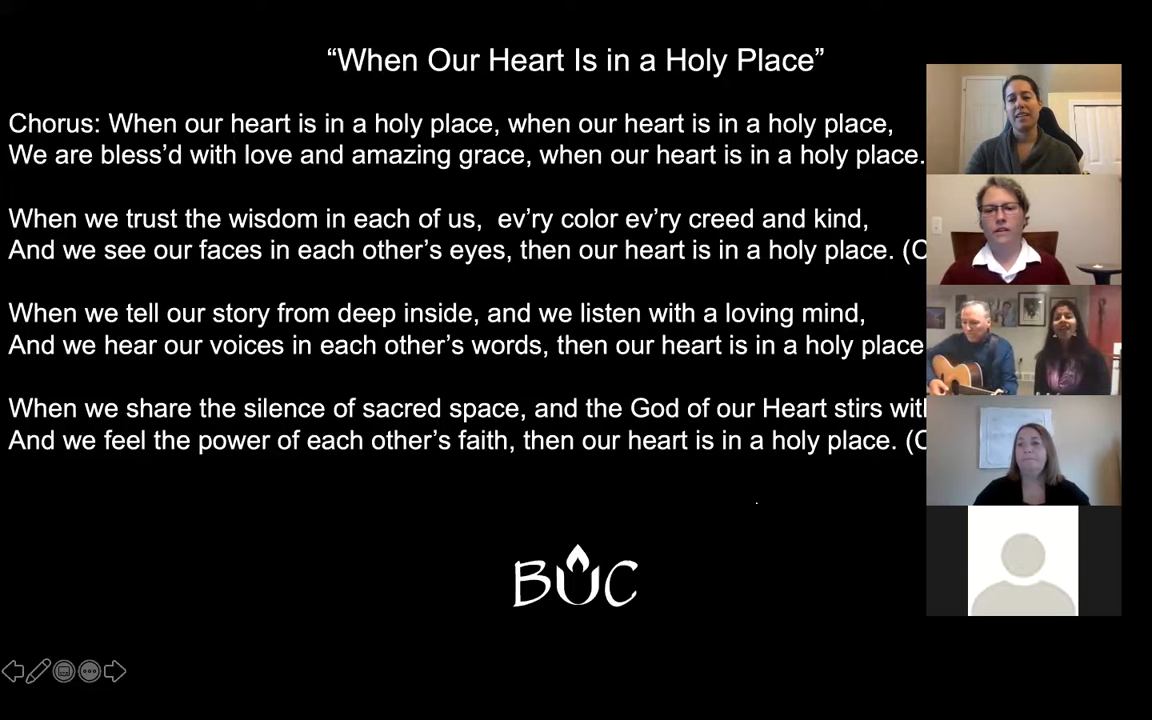 “When Our Heart Is in a Holy Place”
Chorus: When our heart is in a holy place, when our heart is in a holy place,
We are bless’d with love and amazing grace, when our heart is in a holy place.
When we trust the wisdom in each of us,  ev’ry color ev’ry creed and kind,
And we see our faces in each other’s eyes, then our heart is in a holy place. (
When we tell our story from deep inside, and we listen with a loving mind,
And we hear our voices in each other’s words, then our heart is in a holy place
When we share the silence of sacred space, and the God of our Heart stirs
And we feel the power of each other’s faith, then our heart is in a holy place. (
BUC